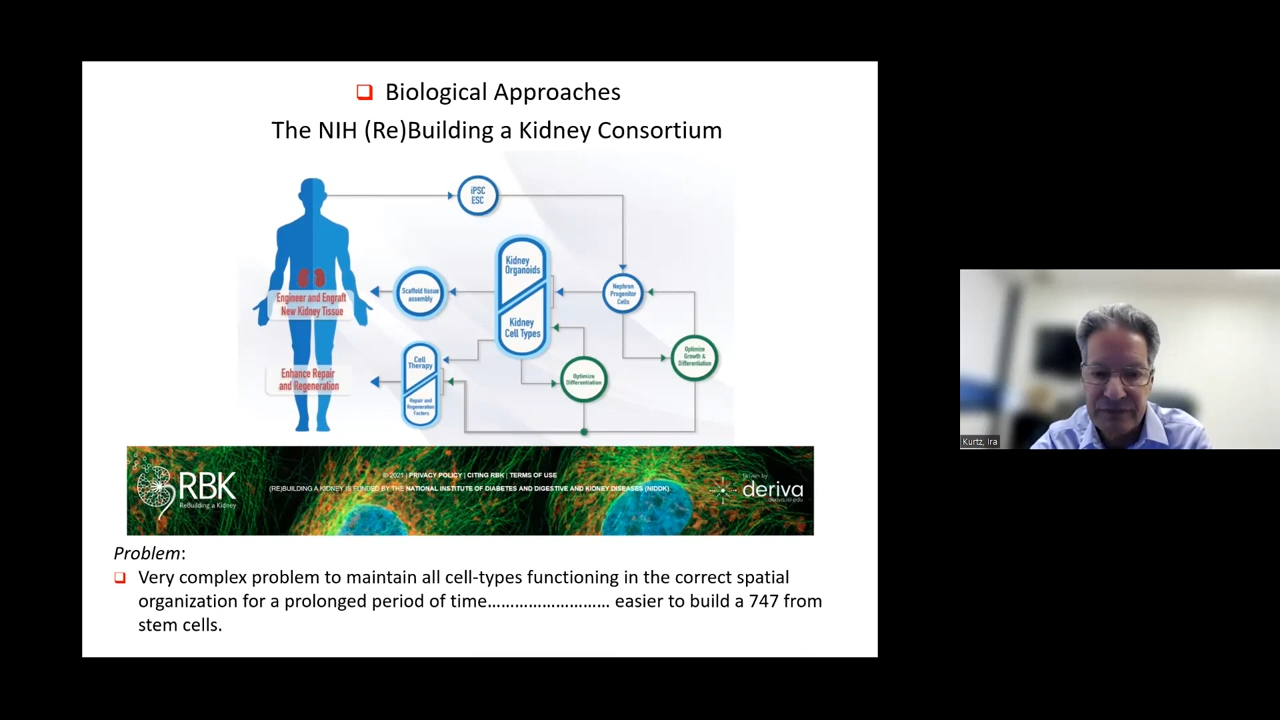 Biological Approaches
The NIH (Re)Building a Kidney Consortium
iPSC
ESC
Kidney
Organoids
Kidney
Cell Types
Nephron
Progenitor
Cells
Scaffold tissue
assembly
Engineer and Engraft
New Kidney Tissue
Cell
Therapy
Repair and
Regeneration
Factors
Optimize
Differentiation
Optimize
Growth &
Differentiation
Enhance Repair
and Regeneration
RBK
ReBuilding a Kidney
© 2021 | PRIVACY POLICY | CITING RBK | TERMS OF USE
(RE)BUILDING A KIDNEY IS FUNDED BY THE NATIONAL INSTITUTE OF DIABETES AND DIGESTIVE AND KIDNEY DISEASES (NIDDK)
deriva
Problem:
Very complex problem to maintain all cell-types functioning in the correct spatial
organization for a prolonged period of time……………………… easier to build a 747 from
stem cells.
Kurtz, Ira